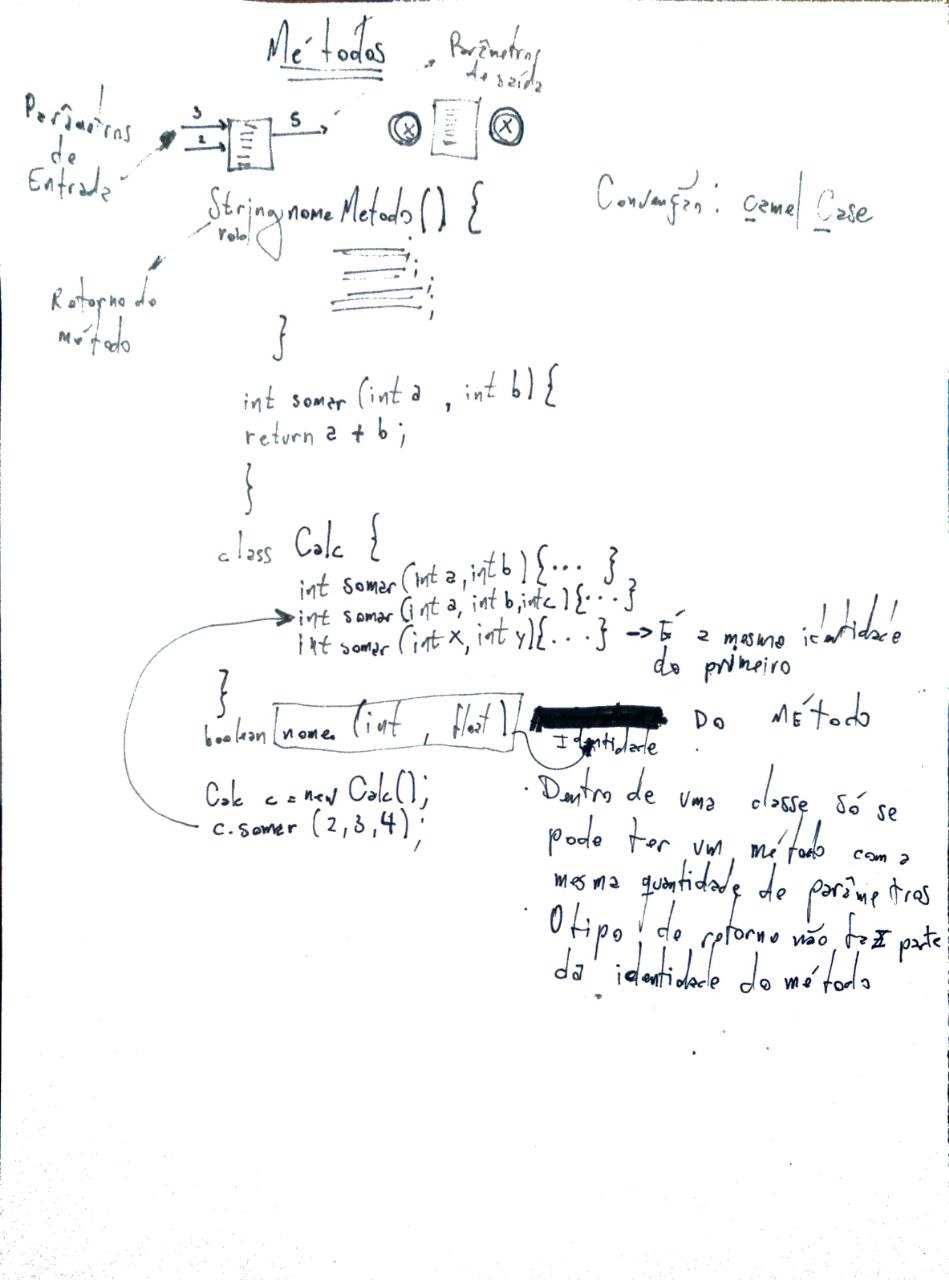 Métodos
Parâmetros
de saída
Parâmetros
de
Entrada
3
2
5
X
X
String nome Metodo () {
Convenção: camel Case
;
;
;
;
Retorno do
método
}
int somar (int a , int b) {
return a + b ;
}
class Calc {
int somar (int a, int b) {... }
int somar (int a, int b, int c) {... }
int somar (int x, int y) {... } -> É a mesma identidade
do primeiro
}
boolean nome (int , float)
DO MÉTodo
Identidade
Calc c = new Calc();
c.somar (2,3,4) ;
. Dentro de uma classe só se
pode ter um método com a
mesma quantidade de parâmetros
. O tipo de retorno não faz parte
da identidade do método